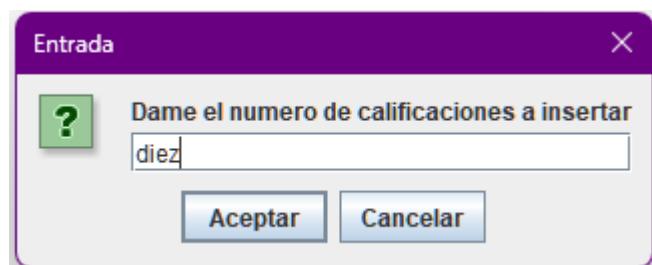 Entrada
?
Dame el numero de calificaciones a insertar
diez
Aceptar Cancelar